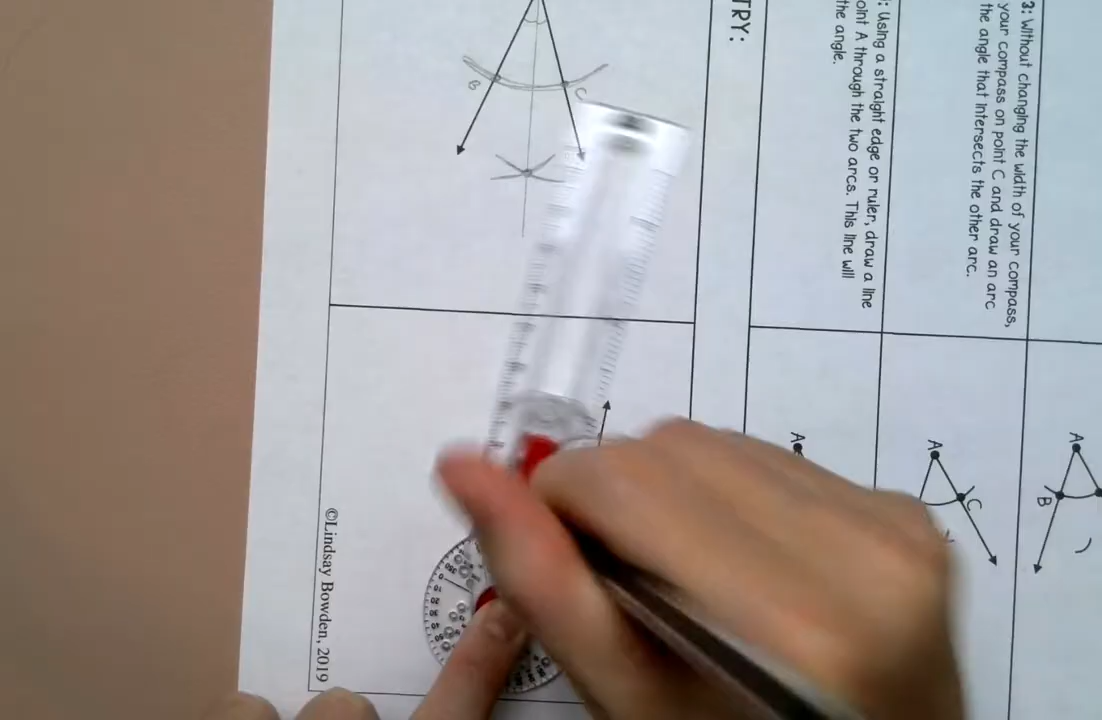 3: Without changing the width of your compass,
your compass on point C and draw an arc
the angle that intersects the other arc.
: Using a straight edge or ruler, draw a line
oint A through the two arcs. This line will
the angle.
TRY:
A
B
A
C
A
B
C
©Lindsay Bowden, 2019